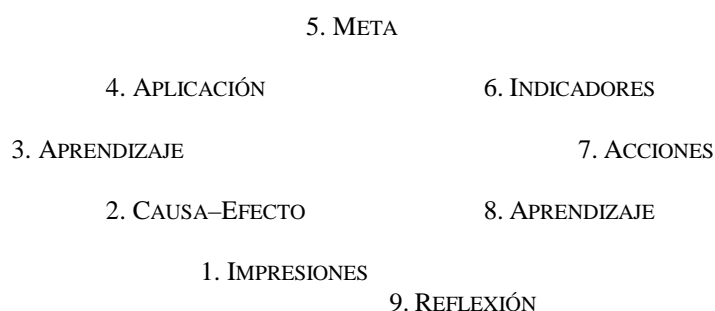 5. META
4. APLICACIÓN 6. INDICADORES
3. APRENDIZAJE 7. ACCIONES
2. CAUSA–EFECTO 8. APRENDIZAJE
1. IMPRESIONES
9. REFLEXIÓN